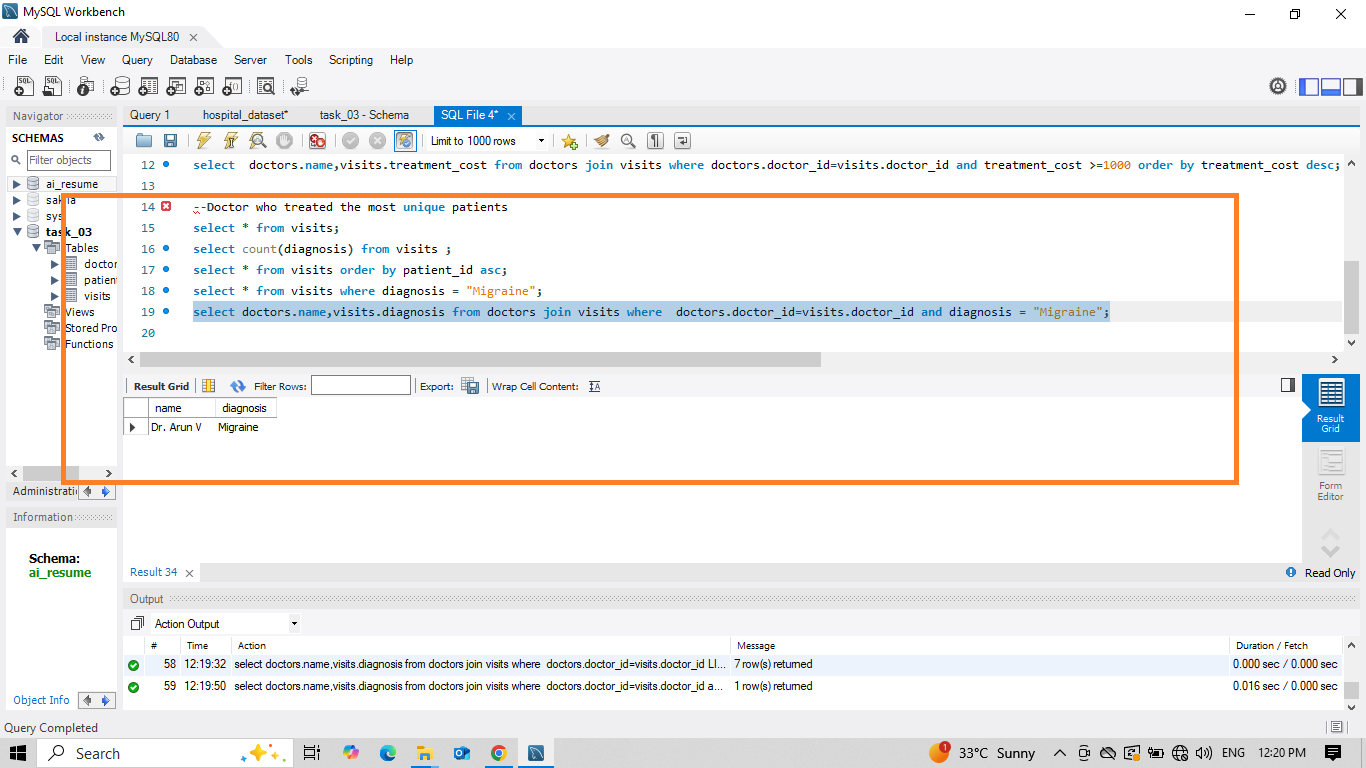 MySQL Workbench
Local instance MySQL80
File Edit View Query Database Server Tools Scripting Help
Navigator
SCHEMAS
Filter objects
ai_resume
sakila
sys
task_03
Tables
doctor
patien
visits
Views
Stored Pro
Functions
Administrati
Information
Schema:
ai_resume
Object Info
Query 1 hospital_dataset* task_03 - Schema SQL File 4*
Limit to 1000 rows
12 select  doctors.name,visits.treatment_cost from doctors join visits where doctors.doctor_id=visits.doctor_id and treatment_cost >=1000 order by treatment_cost desc;
13
14 --Doctor who treated the most unique patients
15 select * from visits;
16 select count(diagnosis) from visits ;
17 select * from visits order by patient_id asc;
18 select * from visits where diagnosis = "Migraine";
19 select doctors.name,visits.diagnosis from doctors join visits where  doctors.doctor_id=visits.doctor_id and diagnosis = "Migraine";
20
Result Grid Filter Rows: Export: Wrap Cell Content:
name diagnosis
Dr. Arun V Migraine
Result Grid
Form Editor
Result 34
Read Only
Output
Action Output
# Time Action Message Duration / Fetch
58 12:19:32 select doctors.name,visits.diagnosis from doctors join visits where  doctors.doctor_id=visits.doctor_id LI... 7 row(s) returned 0.000 sec / 0.000 sec
59 12:19:50 select doctors.name,visits.diagnosis from doctors join visits where  doctors.doctor_id=visits.doctor_id a... 1 row(s) returned 0.016 sec / 0.000 sec
Query Completed
Search
1
33°C Sunny
ENG
12:20 PM